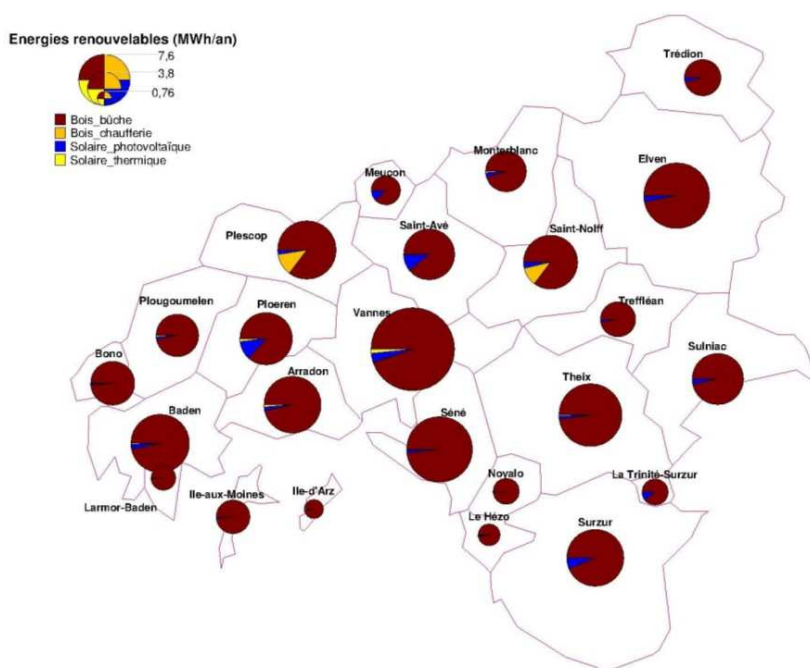 Energies renouvelables (MWh/an)
7,6
3,8
0,76
Bois_bûche
Bois_chaufferie
Solaire_photovoltaïque
Solaire_thermique
Trédion
Monterblanc
Elven
Meucon
Saint-Avé
Saint-Nolff
Plescop
Plougoumelen
Ploeren
Vannes
Treffléan
Bono
Sulniac
Arradon
Theix
Baden
Séné
Noyalo
La Trinité-Surzur
Larmor-Baden
Ile-aux-Moines
Ile-d'Arz
Le Hézo
Surzur